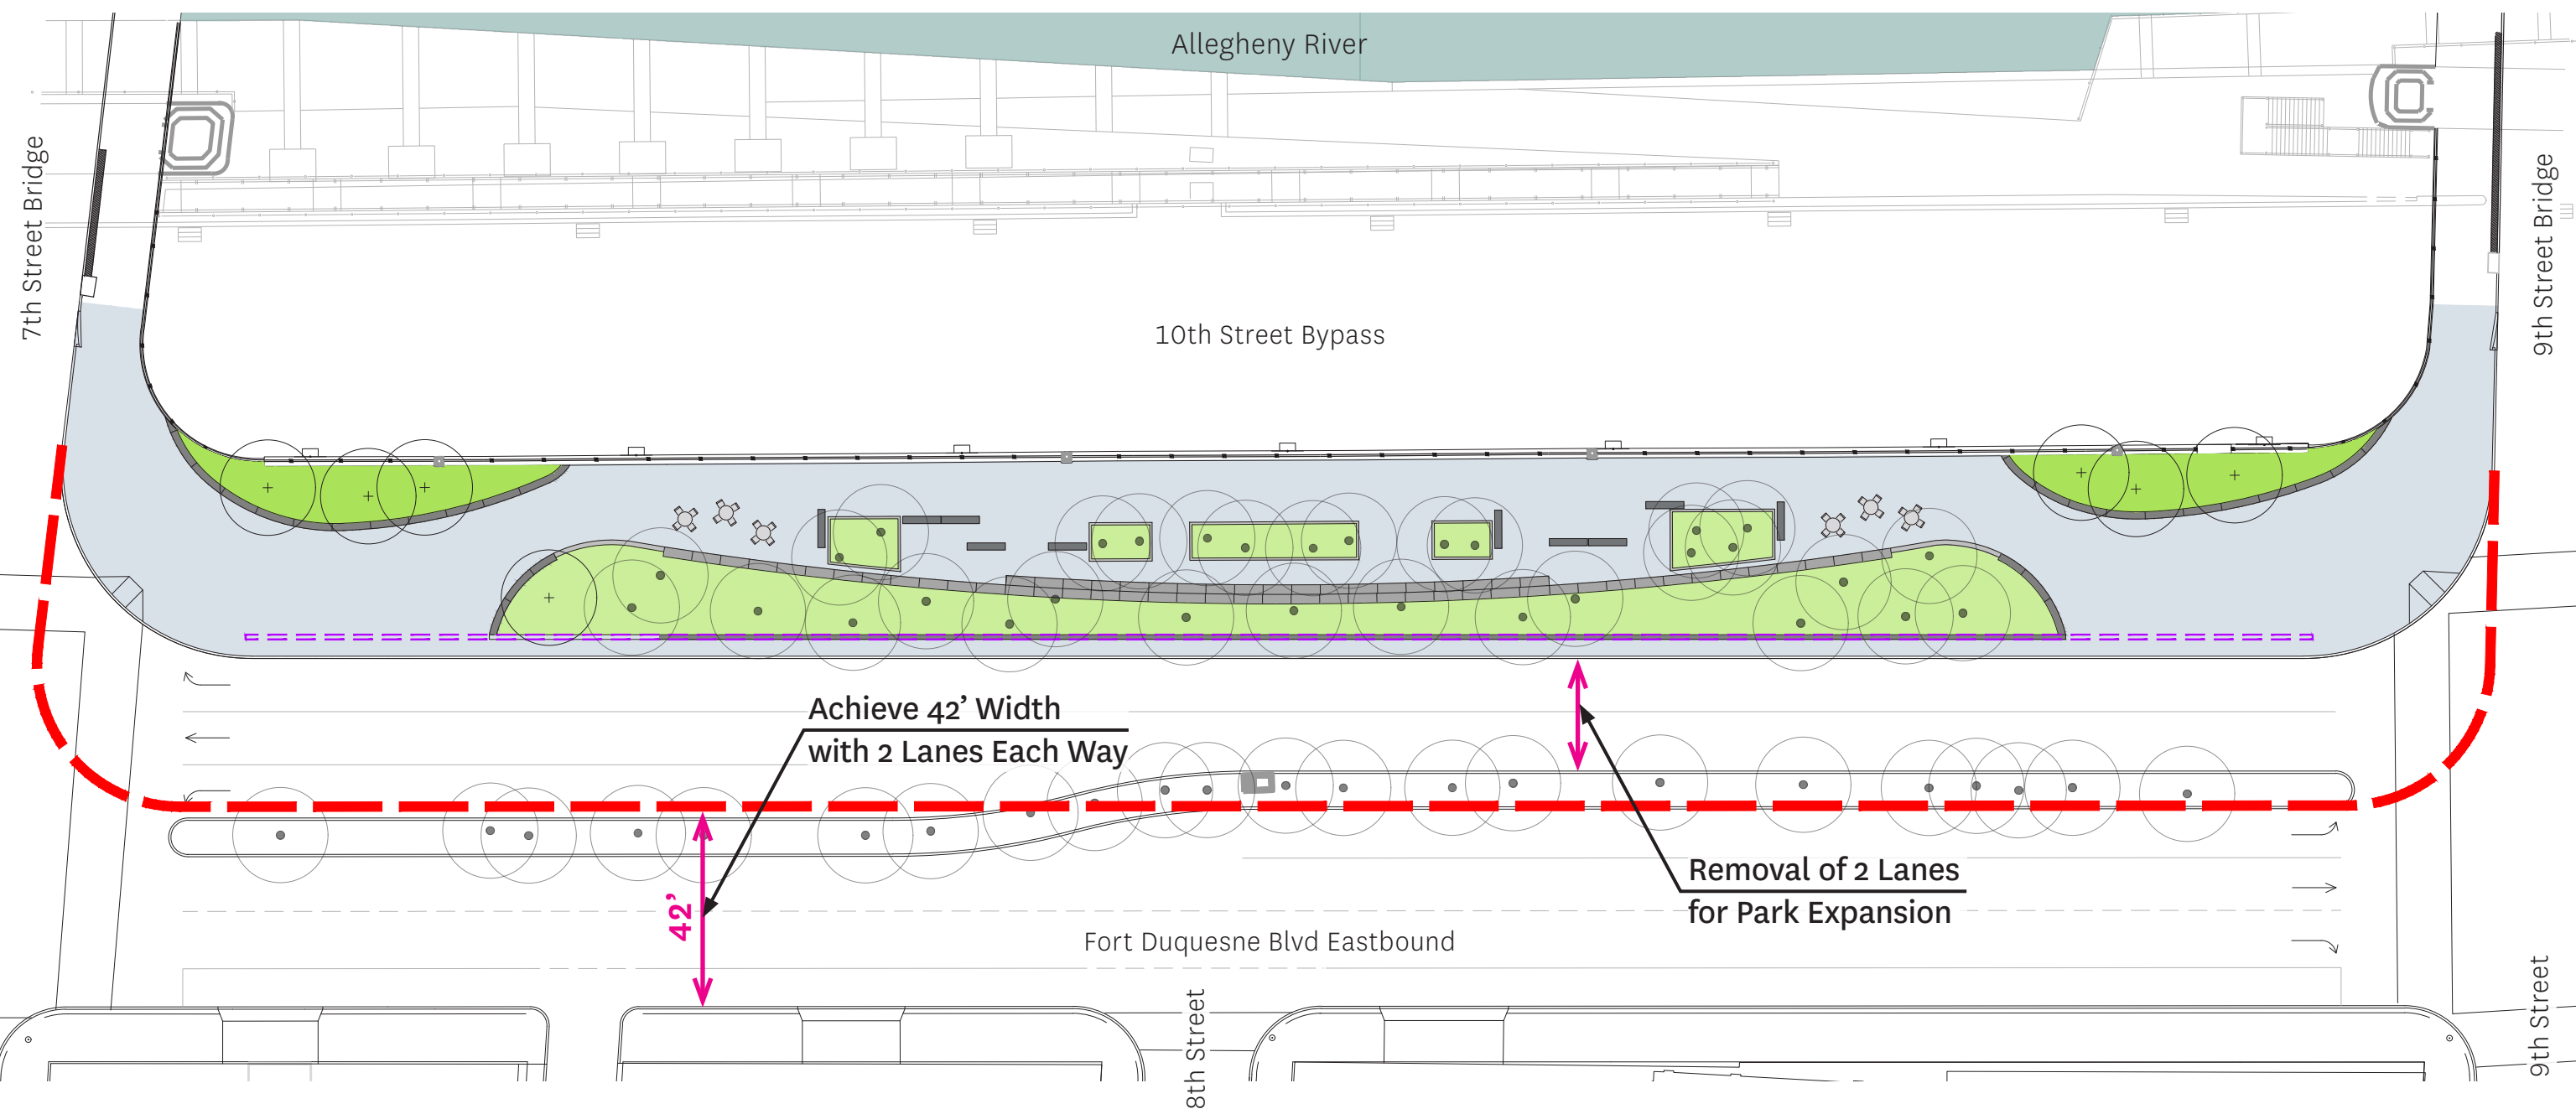 Allegheny River
7th Street Bridge
9th Street Bridge
10th Street Bypass
Achieve 42’ Width
with 2 Lanes Each Way
42’
Removal of 2 Lanes
for Park Expansion
Fort Duquesne Blvd Eastbound
8th Street
9th Street